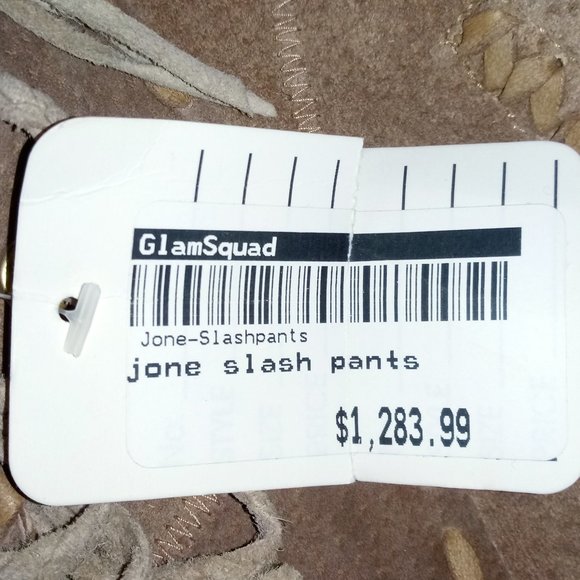 GlamSquad
Jone-Slashpants
jone slash pants
$1,283.99